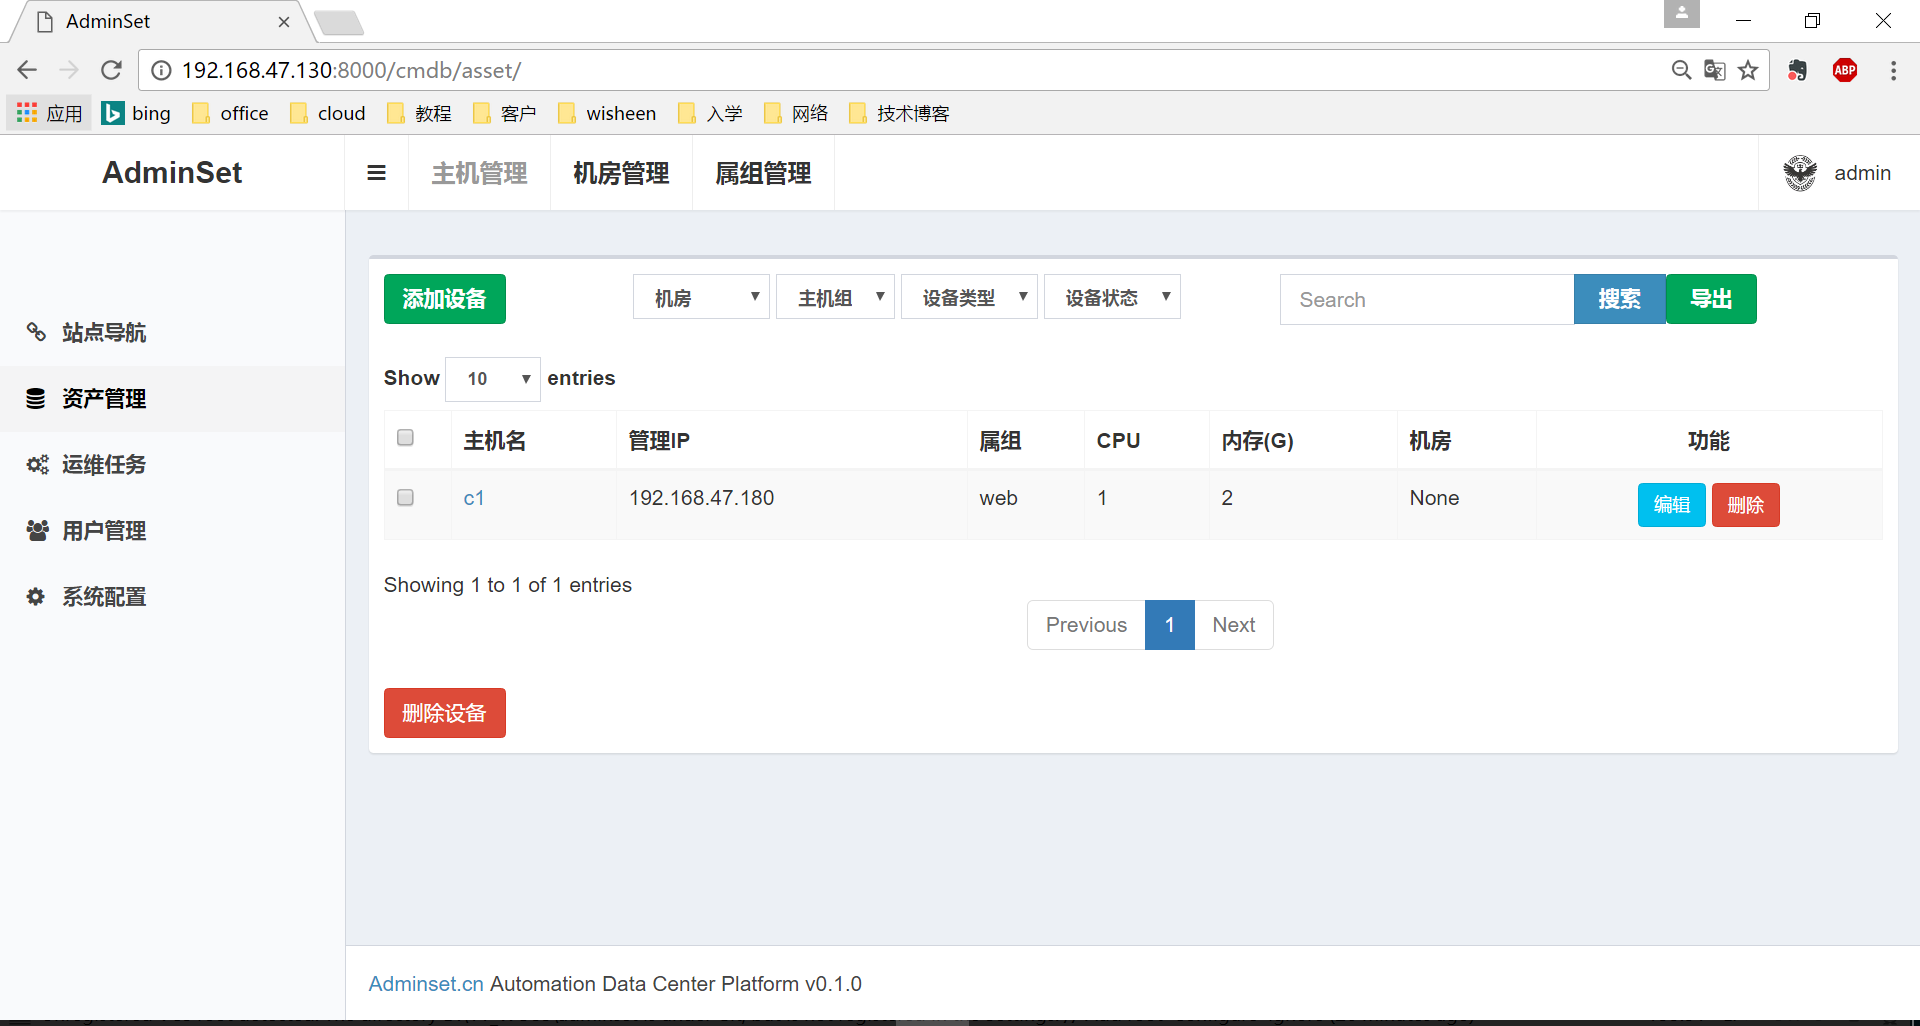 AdminSet
192.168.47.130:8000/cmdb/asset/
应用 bing office cloud 教程 客户 wisheen 入学 网络 技术博客
ABP
AdminSet 主机管理 机房管理 属组管理 admin
站点导航
资产管理
运维任务
用户管理
系统配置
添加设备 机房 主机组 设备类型 设备状态 Search 搜索 导出
Show 10 entries
主机名 管理IP 属组 CPU 内存(G) 机房 功能
c1 192.168.47.180 web 1 2 None 编辑 删除
Showing 1 to 1 of 1 entries
Previous 1 Next
删除设备
Adminset.cn Automation Data Center Platform v0.1.0